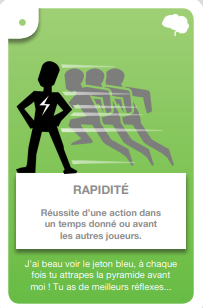 RAPIDITÉ
Réussite d'une action dans
un temps donné ou avant
les autres joueurs.
J'ai beau voir le jeton bleu, à chaque
fois tu attrapes la pyramide avant
moi ! Tu as de meilleurs réflexes...